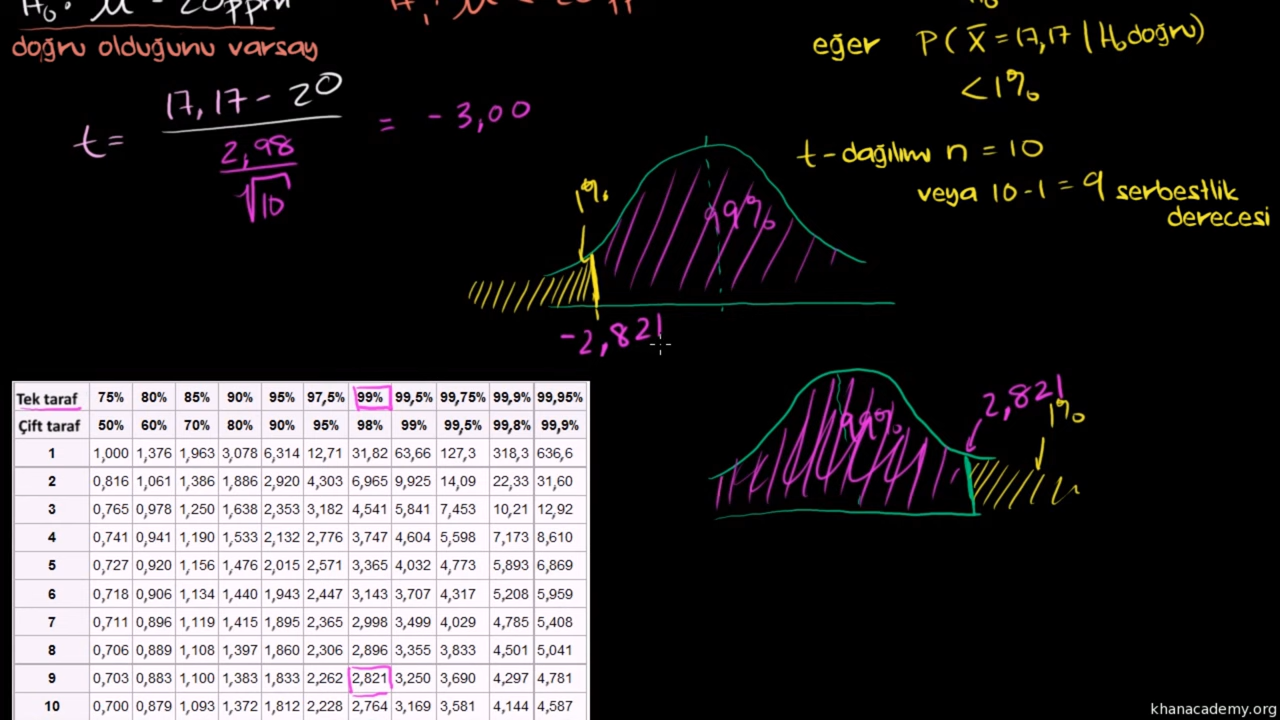 H₀: μ = 20 ppm
doğru olduğunu varsay
eğer P( X̄ = 17,17 | H₀ doğru)
< 1%
t = (17,17 - 20) / (2,98 / √10) = - 3,00
t-dağılımı n = 10
veya 10 - 1 = 9 serbestlik
derecesi
1%
99%
-2,821
2,821
1%
99%
Tek taraf 75% 80% 85% 90% 95% 97,5% 99% 99,5% 99,75% 99,9% 99,95%
Çift taraf 50% 60% 70% 80% 90% 95% 98% 99% 99,5% 99,8% 99,9%
1 1,000 1,376 1,963 3,078 6,314 12,71 31,82 63,66 127,3 318,3 636,6
2 0,816 1,061 1,386 1,886 2,920 4,303 6,965 9,925 14,09 22,33 31,60
3 0,765 0,978 1,250 1,638 2,353 3,182 4,541 5,841 7,453 10,21 12,92
4 0,741 0,941 1,190 1,533 2,132 2,776 3,747 4,604 5,598 7,173 8,610
5 0,727 0,920 1,156 1,476 2,015 2,571 3,365 4,032 4,773 5,893 6,869
6 0,718 0,906 1,134 1,440 1,943 2,447 3,143 3,707 4,317 5,208 5,959
7 0,711 0,896 1,119 1,415 1,895 2,365 2,998 3,499 4,029 4,785 5,408
8 0,706 0,889 1,108 1,397 1,860 2,306 2,896 3,355 3,833 4,501 5,041
9 0,703 0,883 1,100 1,383 1,833 2,262 2,821 3,250 3,690 4,297 4,781
10 0,700 0,879 1,093 1,372 1,812 2,228 2,764 3,169 3,581 4,144 4,587
khanacademy.org